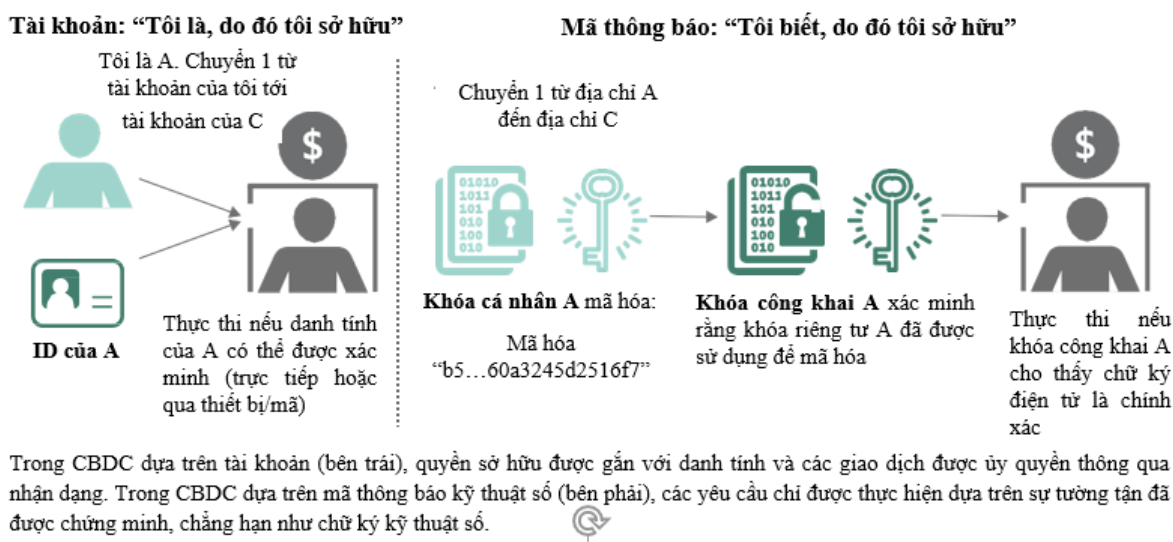 Tài khoản: “Tôi là, do đó tôi sở hữu”
Tôi là A. Chuyển 1 từ
tài khoản của tôi tới
tài khoản của C
$
ID của A
Thực thi nếu danh tính
của A có thể được xác
minh (trực tiếp hoặc
qua thiết bị/mã)
Mã thông báo: “Tôi biết, do đó tôi sở hữu”
Chuyển 1 từ địa chỉ A
đến địa chỉ C
01010
1011
101
010
100
010
Khóa cá nhân A mã hóa:
Mã hóa
“b5…60a3245d2516f7”
01010
1011
101
010
100
010
Khóa công khai A xác minh
rằng khóa riêng tư A đã được
sử dụng để mã hóa
$
Thực thi nếu
khóa công khai A
cho thấy chữ ký
điện tử là chính
xác
Trong CBDC dựa trên tài khoản (bên trái), quyền sở hữu được gắn với danh tính và các giao dịch được ủy quyền thông qua
nhận dạng. Trong CBDC dựa trên mã thông báo kỹ thuật số (bên phải), các yêu cầu chỉ được thực hiện dựa trên sự tường tận đã
được chứng minh, chẳng hạn như chữ ký kỹ thuật số.